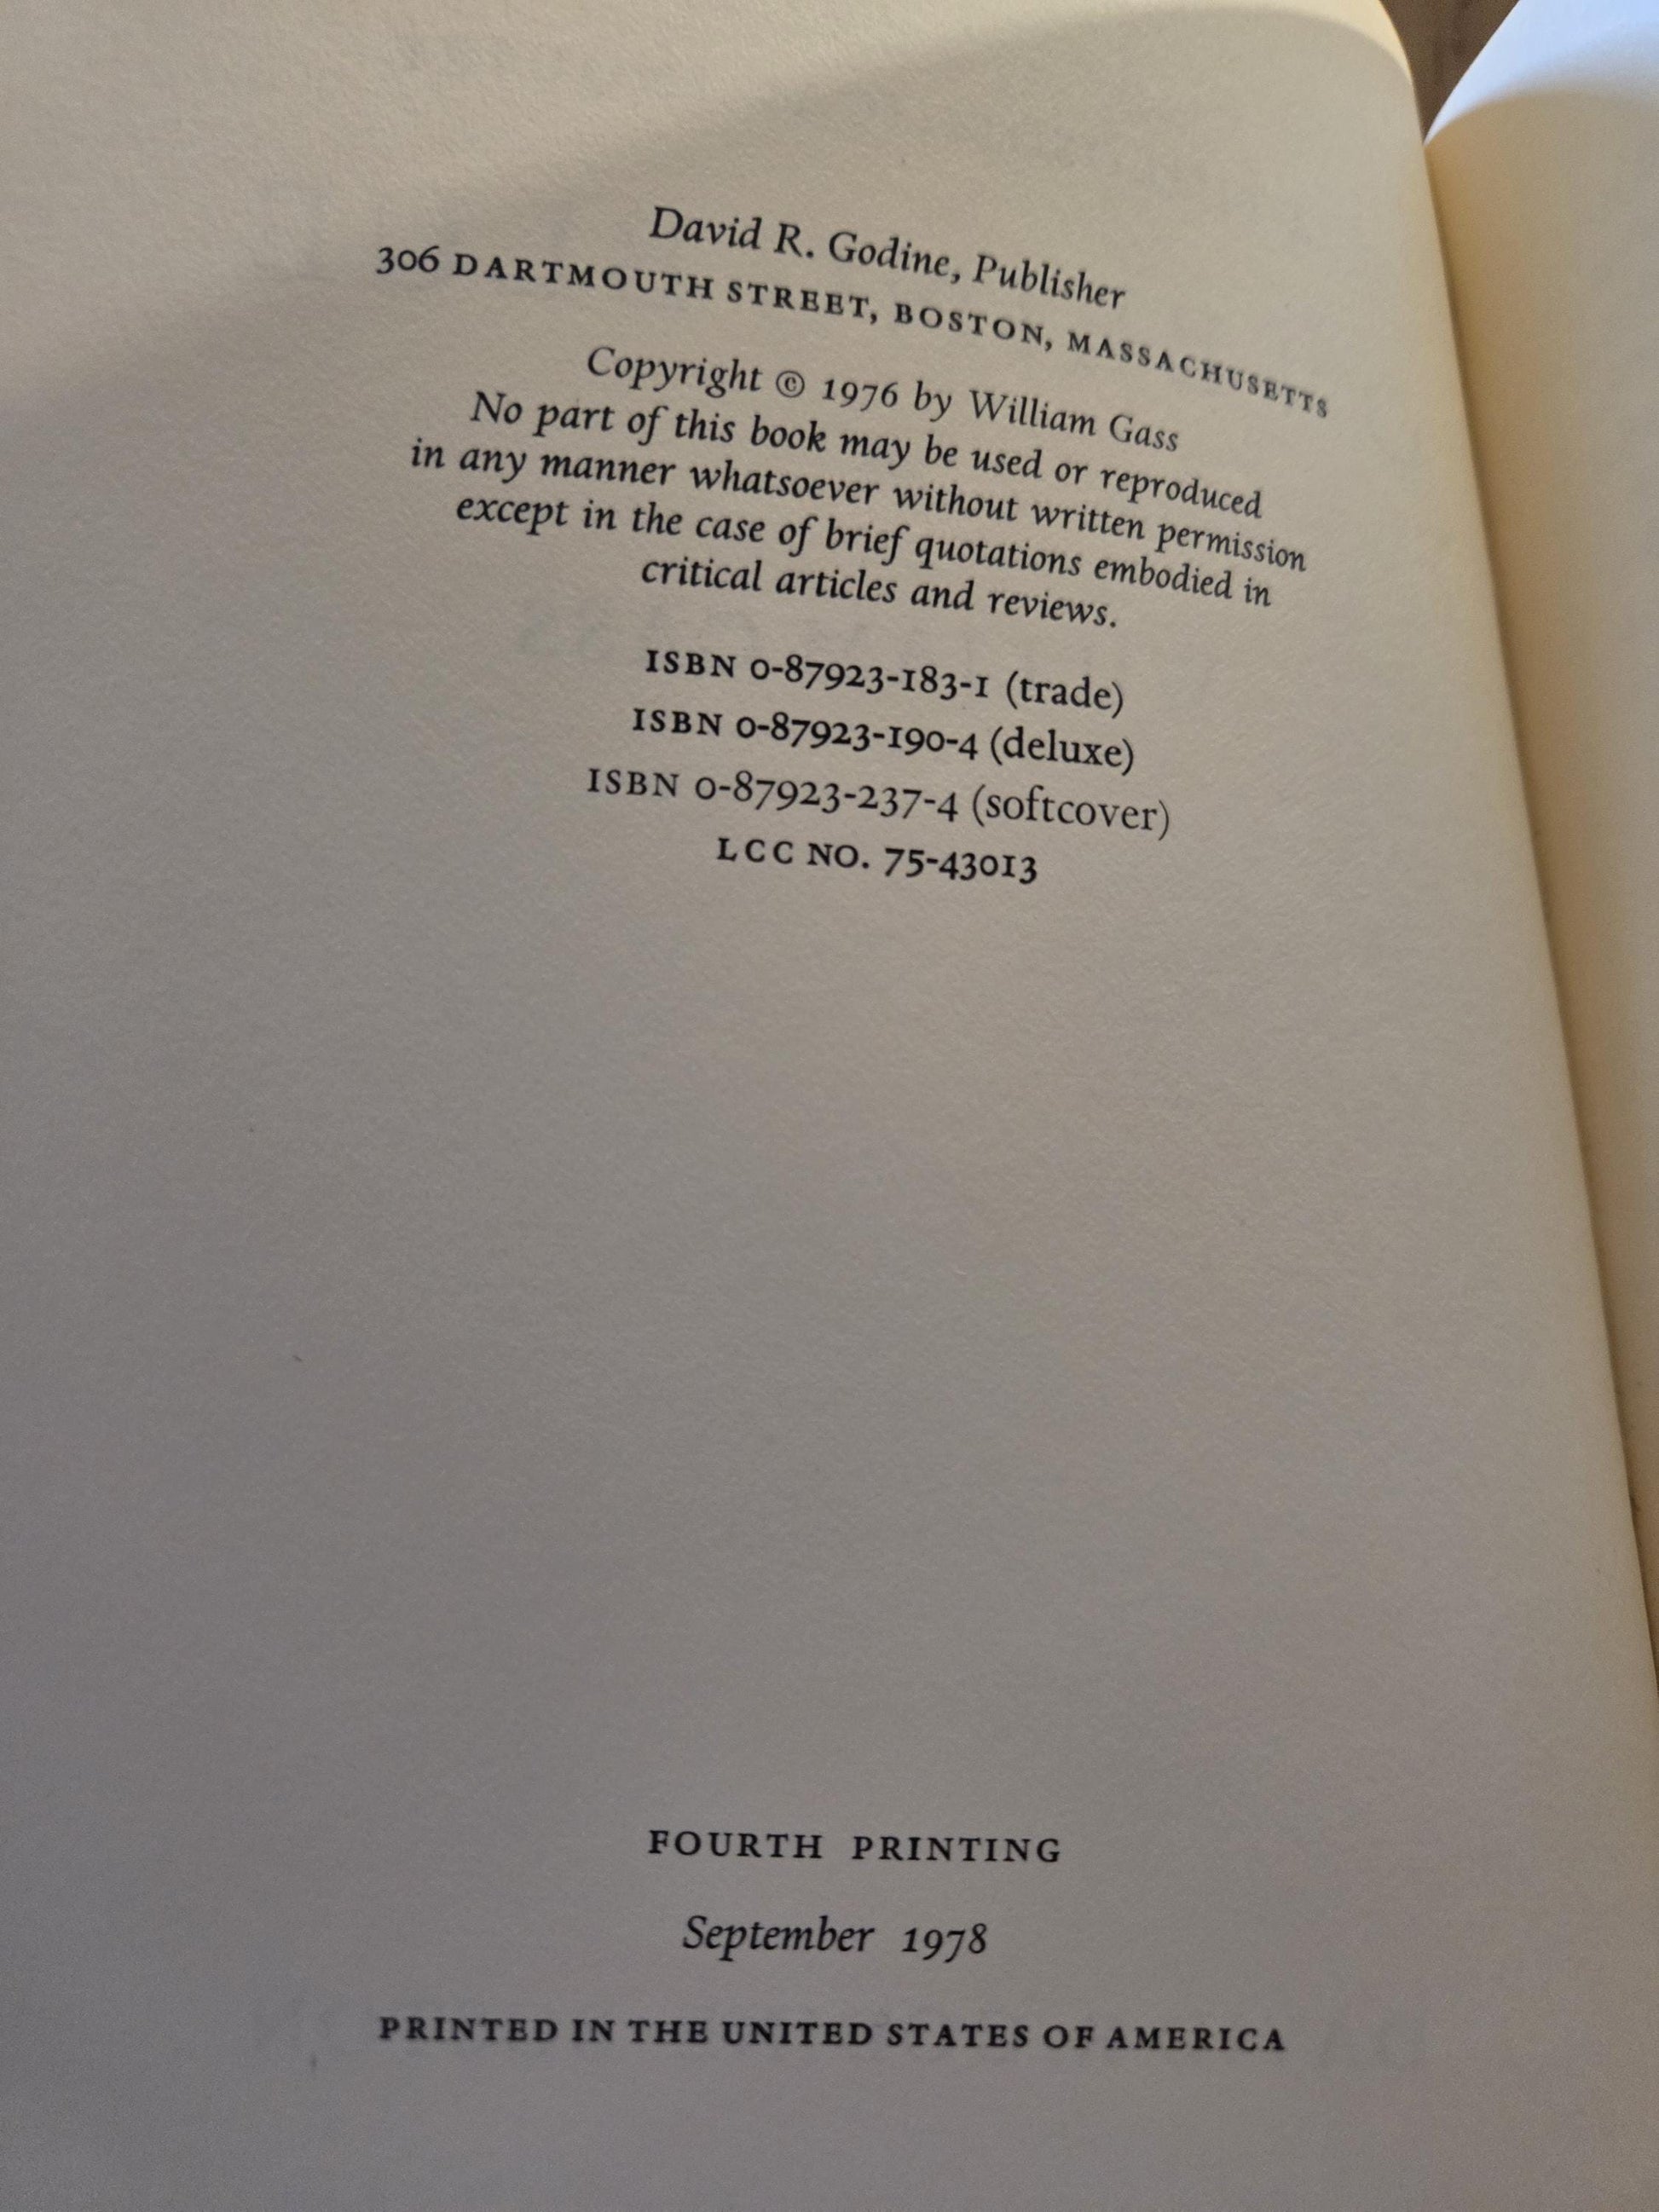 David R. Godine, Publisher
306 DARTMOUTH STREET, BOSTON, MASSACHUSETTS
Copyright © 1976 by William Gass
No part of this book may be used or reproduced
in any manner whatsoever without written permission
except in the case of brief quotations embodied in
critical articles and reviews.
ISBN 0-87923-183-1 (trade)
ISBN 0-87923-190-4 (deluxe)
ISBN 0-87923-237-4 (softcover)
LCC NO. 75-43013
FOURTH PRINTING
September 1978
PRINTED IN THE UNITED STATES OF AMERICA